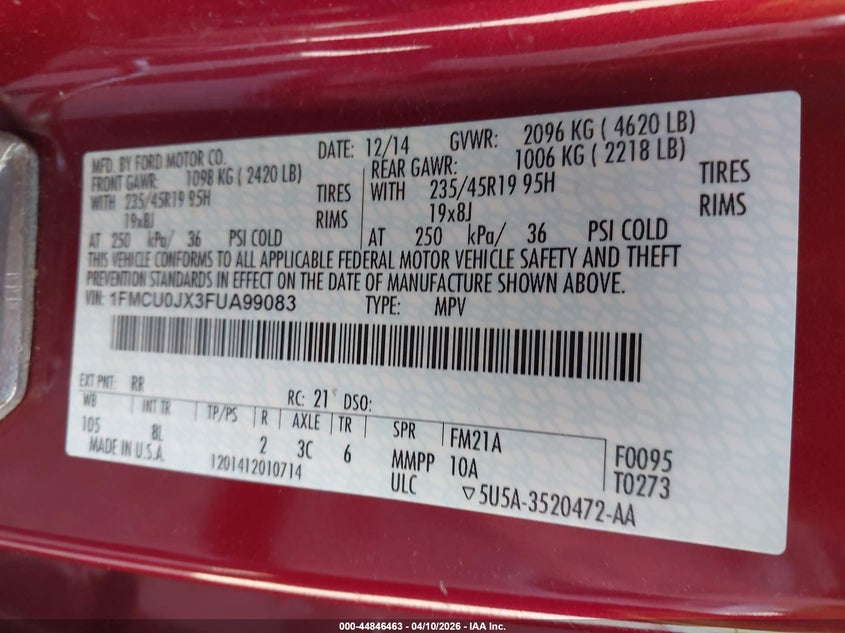 MFD. BY FORD MOTOR CO. DATE: 12/14 GVWR: 2096 KG ( 4620 LB)
FRONT GAWR: 1098 KG ( 2420 LB) REAR GAWR: 1006 KG ( 2218 LB)
WITH 235/45R19 95H TIRES WITH 235/45R19 95H TIRES
19x8J RIMS 19x8J RIMS
AT 250 kPa/ 36 PSI COLD AT 250 kPa/ 36 PSI COLD
THIS VEHICLE CONFORMS TO ALL APPLICABLE FEDERAL MOTOR VEHICLE SAFETY AND THEFT
PREVENTION STANDARDS IN EFFECT ON THE DATE OF MANUFACTURE SHOWN ABOVE.
VIN: 1FMCU0JX3FUA99083 TYPE: MPV
EXT PNT: RR RC: 21 DSO:
WB INT TR TP/PS R AXLE TR SPR FM21A F0095
105 8L 2 3C 6 MMPP 10A T0273
MADE IN U.S.A. 1201412010714 ULC ▽5U5A-3520472-AA
000-44846463 - 04/10/2026 - IAA Inc.